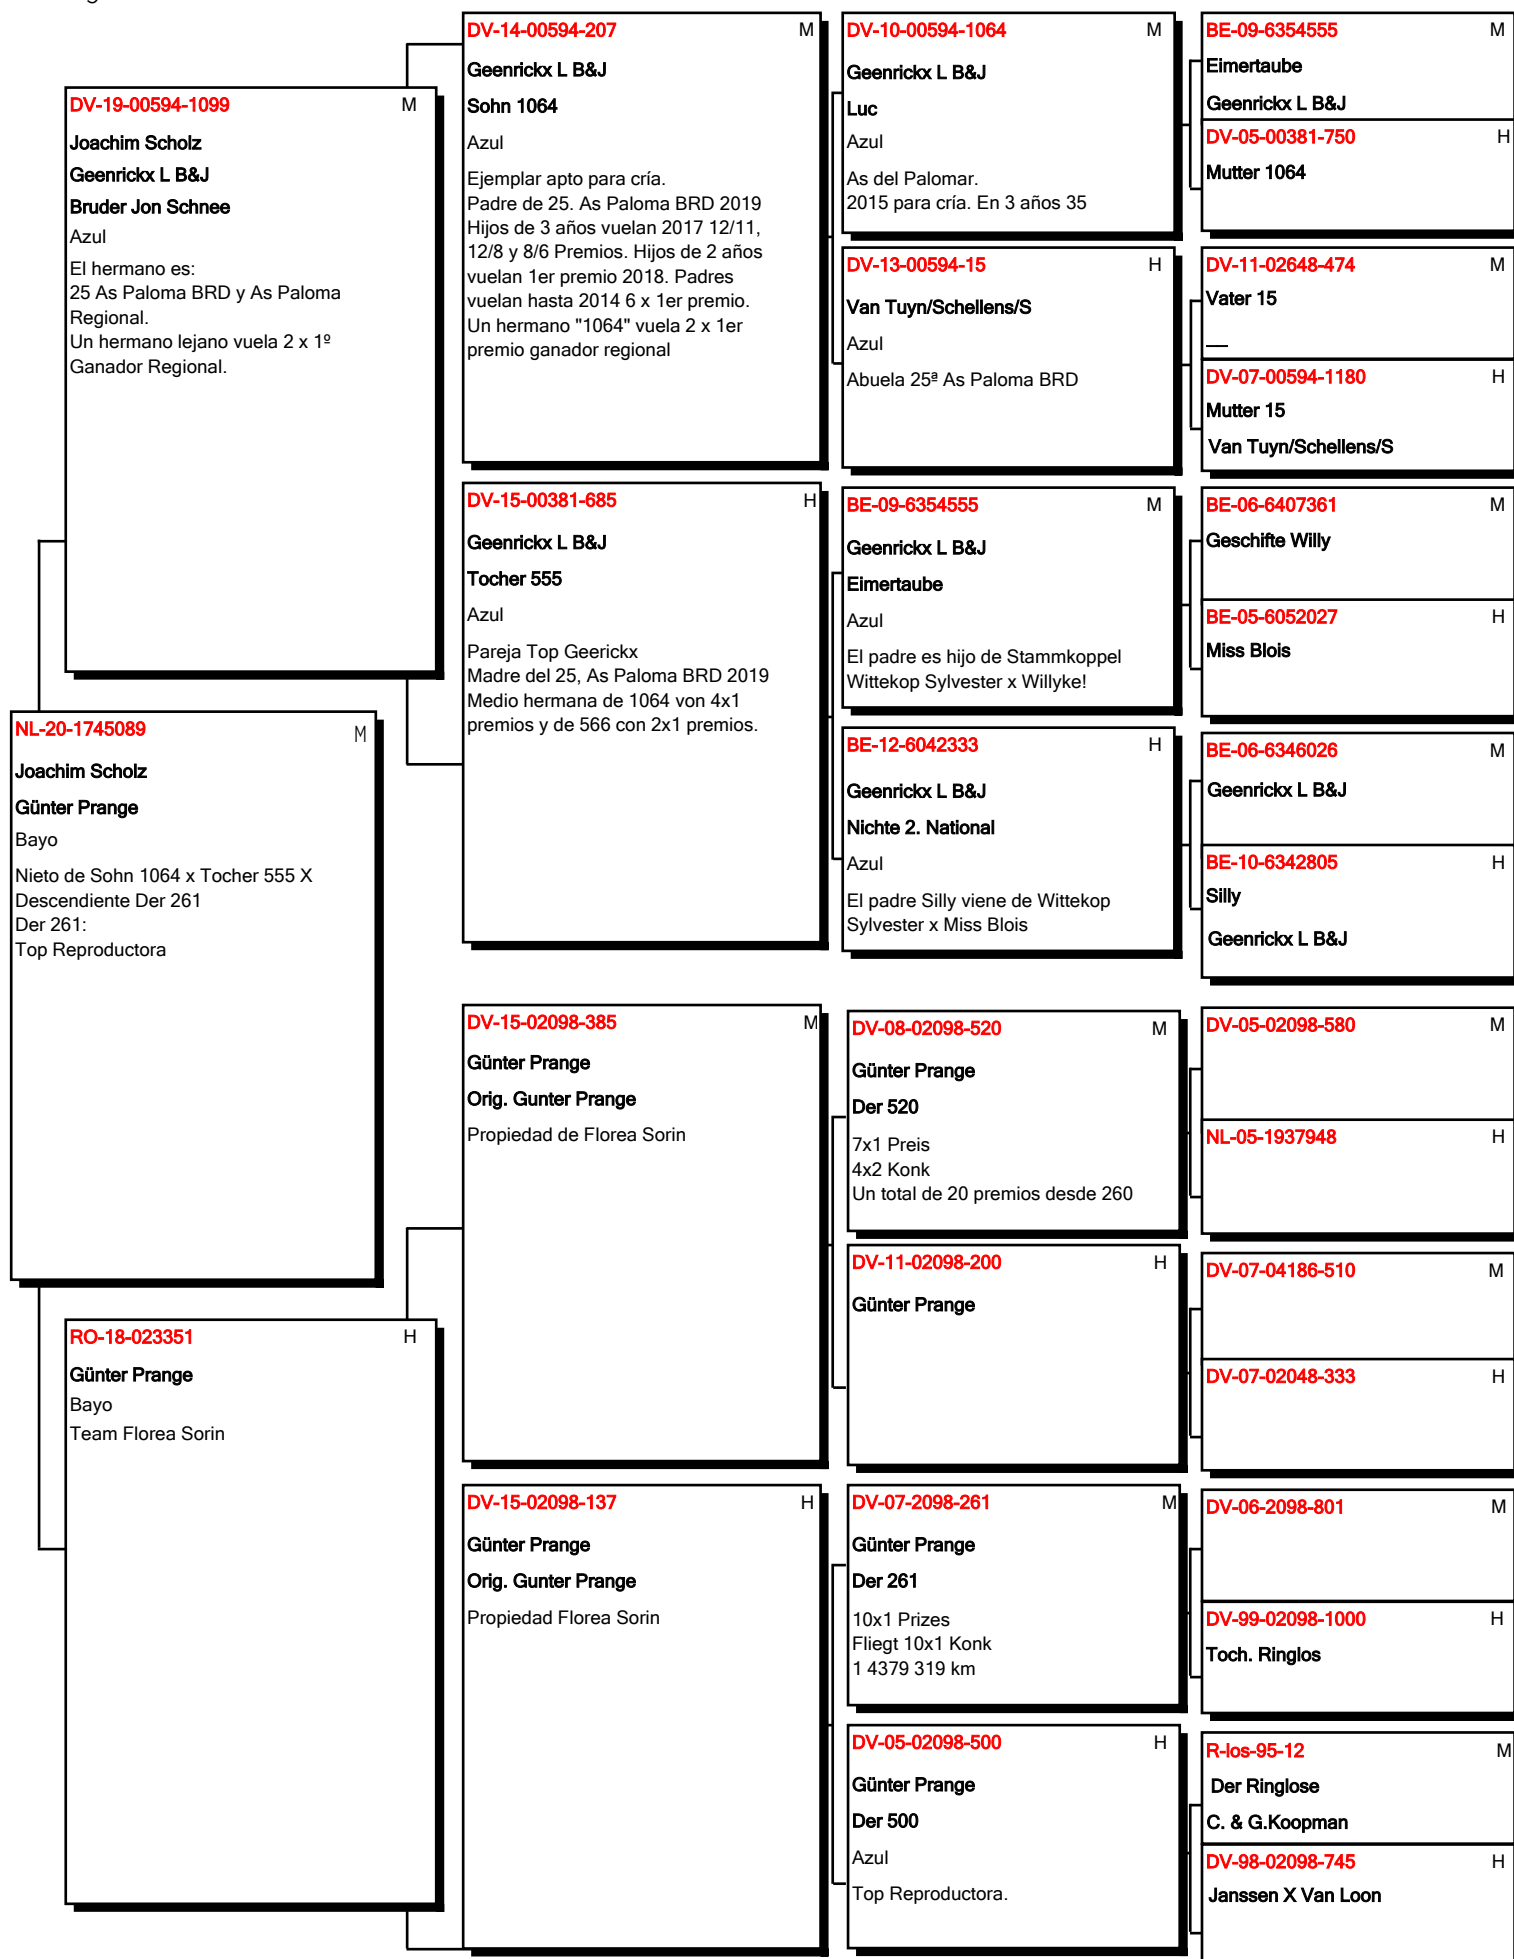 DV-14-00594-207 M
Geenrickx L B&J
Sohn 1064
Azul
Ejemplar apto para cría.
Padre de 25. As Paloma BRD 2019
Hijos de 3 años vuelan 2017 12/11,
12/8 y 8/6 Premios. Hijos de 2 años
vuelan 1er premio 2018. Padres
vuelan hasta 2014 6 x 1er premio.
Un hermano "1064" vuela 2 x 1er
premio ganador regional
DV-10-00594-1064 M
Geenrickx L B&J
Luc
Azul
As del Palomar.
2015 para cría. En 3 años 35
BE-09-6354555 M
Eimertaube
Geenrickx L B&J
DV-05-00381-750 H
Mutter 1064
DV-19-00594-1099 M
Joachim Scholz
Geenrickx L B&J
Bruder Jon Schnee
Azul
El hermano es:
25 As Paloma BRD y As Paloma
Regional.
Un hermano lejano vuela 2 x 1º
Ganador Regional.
DV-13-00594-15 H
Van Tuyn/Schellens/S
Azul
Abuela 25ª As Paloma BRD
DV-11-02648-474 M
Vater 15
__
DV-07-00594-1180 H
Mutter 15
Van Tuyn/Schellens/S
DV-15-00381-685 H
Geenrickx L B&J
Tocher 555
Azul
Pareja Top Geerickx
Madre del 25, As Paloma BRD 2019
Medio hermana de 1064 von 4x1
premios y de 566 con 2x1 premios.
BE-09-6354555 M
Geenrickx L B&J
Eimertaube
Azul
El padre es hijo de Stammkoppel
Wittekop Sylvester x Willyke!
BE-06-6407361 M
Geschifte Willy
BE-05-6052027 H
Miss Blois
NL-20-1745089 M
Joachim Scholz
Günter Prange
Bayo
Nieto de Sohn 1064 x Tocher 555 X
Descendiente Der 261
Der 261:
Top Reproductora
BE-12-6042333 H
Geenrickx L B&J
Nichte 2. National
Azul
El padre Silly viene de Wittekop
Sylvester x Miss Blois
BE-06-6346026 M
Geenrickx L B&J
BE-10-6342805 H
Silly
Geenrickx L B&J
DV-15-02098-385 M
Günter Prange
Orig. Gunter Prange
Propiedad de Florea Sorin
DV-08-02098-520 M
Günter Prange
Der 520
7x1 Preis
4x2 Konk
Un total de 20 premios desde 260
DV-05-02098-580 M
NL-05-1937948 H
DV-11-02098-200 H
Günter Prange
DV-07-04186-510 M
DV-07-02048-333 H
RO-18-023351 H
Günter Prange
Bayo
Team Florea Sorin
DV-15-02098-137 H
Günter Prange
Orig. Gunter Prange
Propiedad Florea Sorin
DV-07-2098-261 M
Günter Prange
Der 261
10x1 Prizes
Fliegt 10x1 Konk
1 4379 319 km
DV-06-2098-801 M
DV-99-02098-1000 H
Toch. Ringlos
DV-05-02098-500 H
Günter Prange
Der 500
Azul
Top Reproductora.
R-los-95-12 M
Der Ringlose
C. & G.Koopman
DV-98-02098-745 H
Janssen X Van Loon